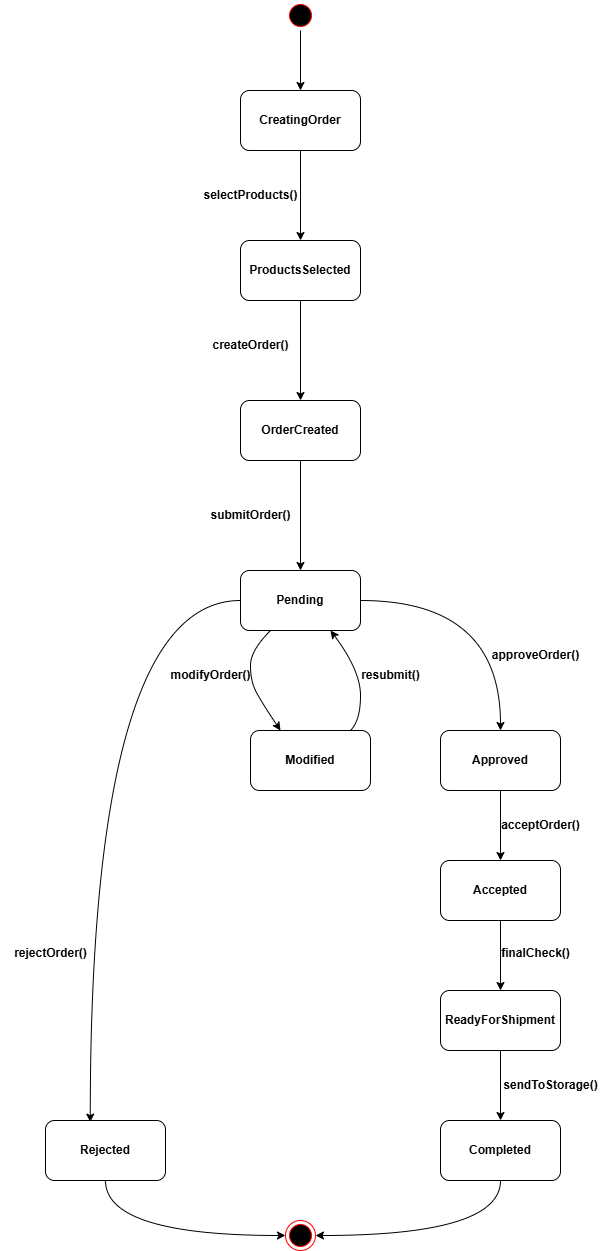 CreatingOrder
selectProducts()
ProductsSelected
createOrder()
OrderCreated
submitOrder()
Pending
approveOrder()
modifyOrder()
resubmit()
Modified
Approved
acceptOrder()
Accepted
rejectOrder()
finalCheck()
ReadyForShipment
sendToStorage()
Rejected
Completed